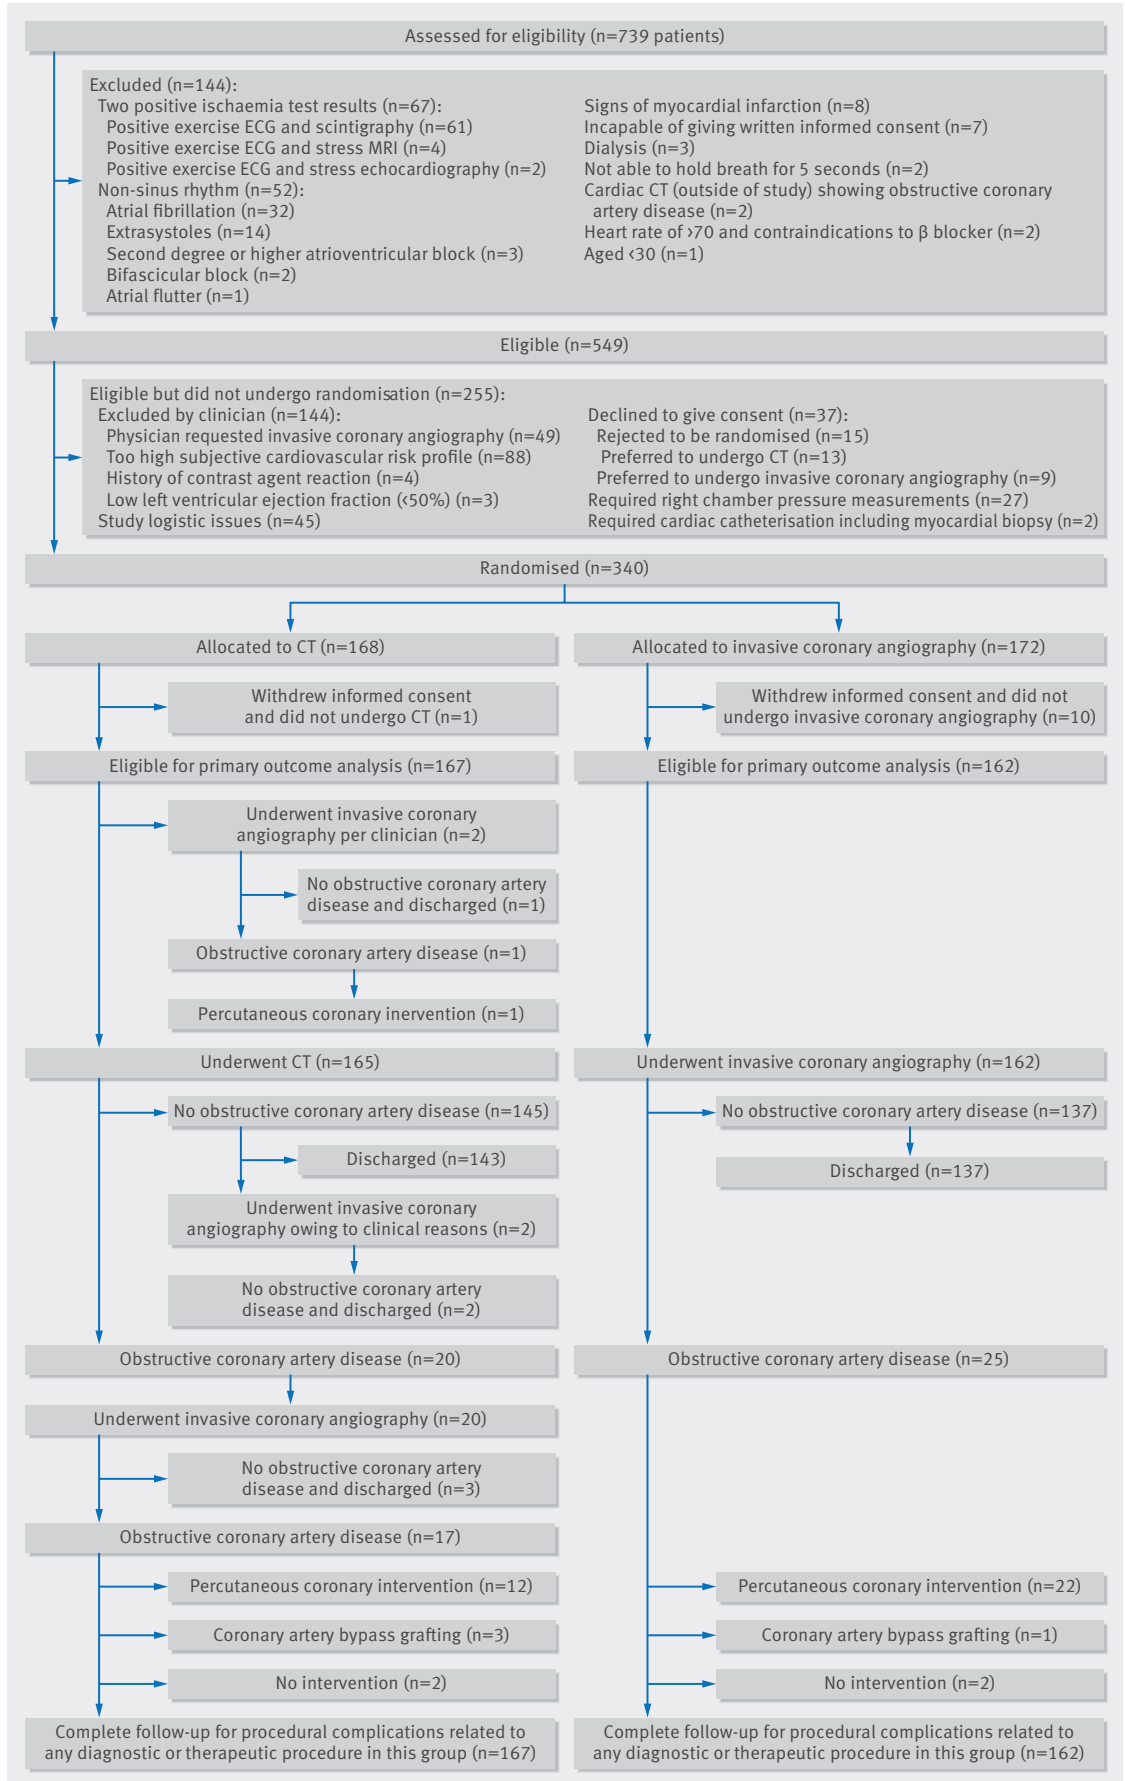 Assessed for eligibility (n=739 patients)
Excluded (n=144):
Two positive ischaemia test results (n=67):
Positive exercise ECG and scintigraphy (n=61)
Positive exercise ECG and stress MRI (n=4)
Positive exercise ECG and stress echocardiography (n=2)
Non-sinus rhythm (n=52):
Atrial fibrillation (n=32)
Extrasystoles (n=14)
Second degree or higher atrioventricular block (n=3)
Bifascicular block (n=2)
Atrial flutter (n=1)
Signs of myocardial infarction (n=8)
Incapable of giving written informed consent (n=7)
Dialysis (n=3)
Not able to hold breath for 5 seconds (n=2)
Cardiac CT (outside of study) showing obstructive coronary
artery disease (n=2)
Heart rate of >70 and contraindications to β blocker (n=2)
Aged <30 (n=1)
Eligible (n=549)
Eligible but did not undergo randomisation (n=255):
Excluded by clinician (n=144):
Physician requested invasive coronary angiography (n=49)
Too high subjective cardiovascular risk profile (n=88)
History of contrast agent reaction (n=4)
Low left ventricular ejection fraction (<50%) (n=3)
Study logistic issues (n=45)
Declined to give consent (n=37):
Rejected to be randomised (n=15)
Preferred to undergo CT (n=13)
Preferred to undergo invasive coronary angiography (n=9)
Required right chamber pressure measurements (n=27)
Required cardiac catheterisation including myocardial biopsy (n=2)
Randomised (n=340)
Allocated to CT (n=168)
Withdrew informed consent
and did not undergo CT (n=1)
Eligible for primary outcome analysis (n=167)
Underwent invasive coronary
angiography per clinician (n=2)
No obstructive coronary artery
disease and discharged (n=1)
Obstructive coronary artery disease (n=1)
Percutaneous coronary inervention (n=1)
Underwent CT (n=165)
No obstructive coronary artery disease (n=145)
Discharged (n=143)
Underwent invasive coronary
angiography owing to clinical reasons (n=2)
No obstructive coronary artery
disease and discharged (n=2)
Obstructive coronary artery disease (n=20)
Underwent invasive coronary angiography (n=20)
No obstructive coronary artery
disease and discharged (n=3)
Obstructive coronary artery disease (n=17)
Percutaneous coronary intervention (n=12)
Coronary artery bypass grafting (n=3)
No intervention (n=2)
Complete follow-up for procedural complications related to
any diagnostic or therapeutic procedure in this group (n=167)
Allocated to invasive coronary angiography (n=172)
Withdrew informed consent and did not
undergo invasive coronary angiography (n=10)
Eligible for primary outcome analysis (n=162)
Underwent invasive coronary angiography (n=162)
No obstructive coronary artery disease (n=137)
Discharged (n=137)
Obstructive coronary artery disease (n=25)
Percutaneous coronary intervention (n=22)
Coronary artery bypass grafting (n=1)
No intervention (n=2)
Complete follow-up for procedural complications related to
any diagnostic or therapeutic procedure in this group (n=162)